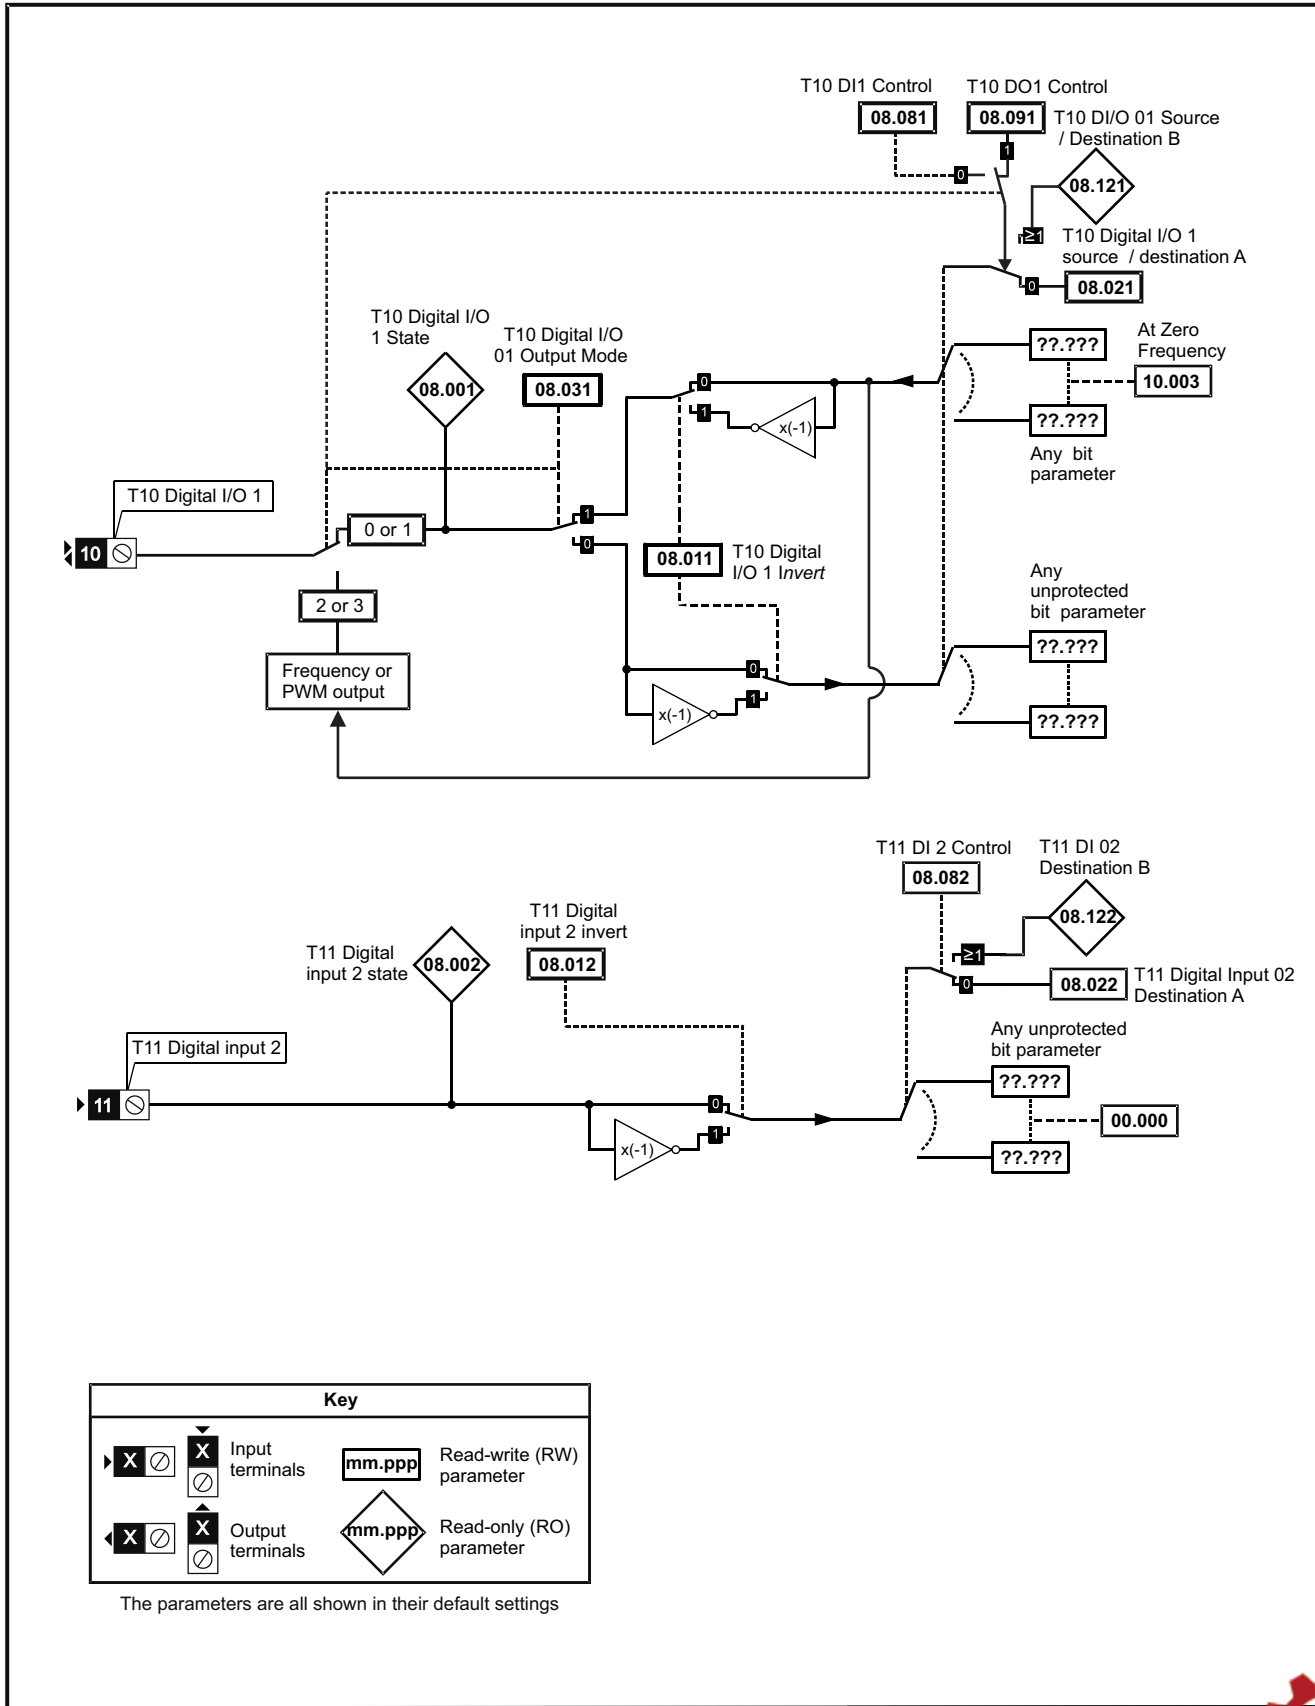 T10 DI1 Control
T10 DO1 Control
08.081
08.091
T10 DI/O 01 Source
/ Destination B
1
0
08.121
≥1
T10 Digital I/O 1
source / destination A
0
08.021
T10 Digital I/O
1 State
T10 Digital I/O
01 Output Mode
08.001
08.031
??.???
At Zero
Frequency
10.003
??.???
Any bit
parameter
0
1
x(-1)
T10 Digital I/O 1
10
0 or 1
1
0
08.011
T10 Digital
I/O 1 Invert
2 or 3
Frequency or
PWM output
Any
unprotected
bit parameter
??.???
??.???
0
1
x(-1)
T11 DI 2 Control
08.082
T11 DI 02
Destination B
08.122
≥1
0
08.022
T11 Digital Input 02
Destination A
T11 Digital
input 2 state
08.002
T11 Digital
input 2 invert
08.012
T11 Digital input 2
11
0
1
x(-1)
Any unprotected
bit parameter
??.???
00.000
??.???
Key
X
X
Input
terminals
mm.ppp
Read-write (RW)
parameter
X
X
Output
terminals
mm.ppp
Read-only (RO)
parameter
The parameters are all shown in their default settings